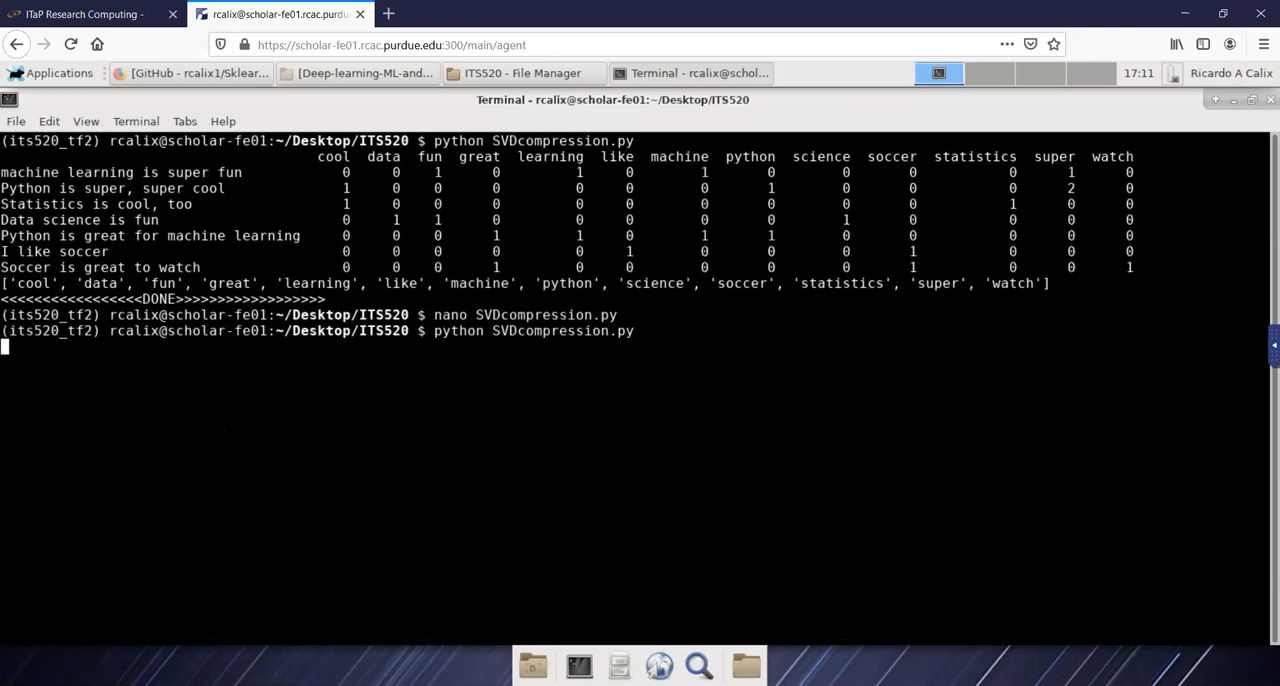 ITaP Research Computing -
rcalix@scholar-fe01.rcac.purdu
https://scholar-fe01.rcac.purdue.edu:300/main/agent
Applications
[GitHub - rcalix1/Sklear...
[Deep-learning-ML-and...
ITS520 - File Manager
Terminal - rcalix@schol...
17:11
Ricardo A Calix
Terminal - rcalix@scholar-fe01:~/Desktop/ITS520
File Edit View Terminal Tabs Help
(its520_tf2) rcalix@scholar-fe01:~/Desktop/ITS520 $ python SVDcompression.py
cool data fun great learning like machine python science soccer statistics super watch
machine learning is super fun 0 0 1 0 1 0 1 0 0 0 0 1 0
Python is super, super cool 1 0 0 0 0 0 0 1 0 0 0 2 0
Statistics is cool, too 1 0 0 0 0 0 0 0 0 0 1 0 0
Data science is fun 0 1 1 0 0 0 0 0 1 0 0 0 0
Python is great for machine learning 0 0 0 1 1 0 1 1 0 0 0 0 0
I like soccer 0 0 0 0 0 1 0 0 0 1 0 0 0
Soccer is great to watch 0 0 0 1 0 0 0 0 0 1 0 0 1
['cool', 'data', 'fun', 'great', 'learning', 'like', 'machine', 'python', 'science', 'soccer', 'statistics', 'super', 'watch']
<<<<<<<<<<<<<<<<<DONE>>>>>>>>>>>>>>>>>>
(its520_tf2) rcalix@scholar-fe01:~/Desktop/ITS520 $ nano SVDcompression.py
(its520_tf2) rcalix@scholar-fe01:~/Desktop/ITS520 $ python SVDcompression.py